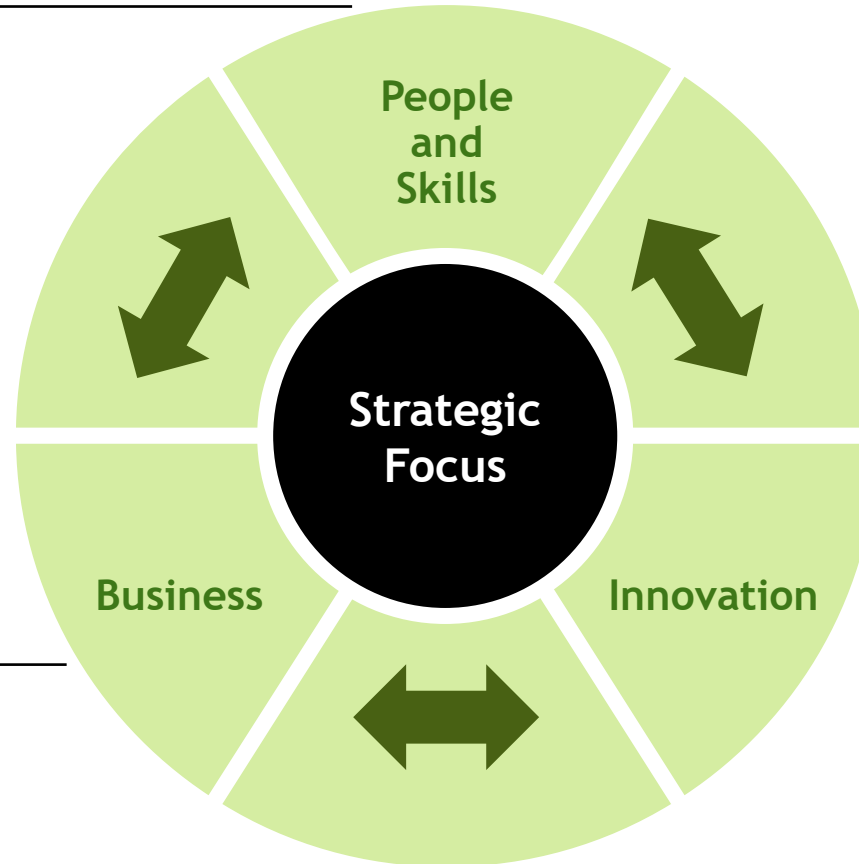 People
and
Skills
Strategic
Focus
Business
Innovation